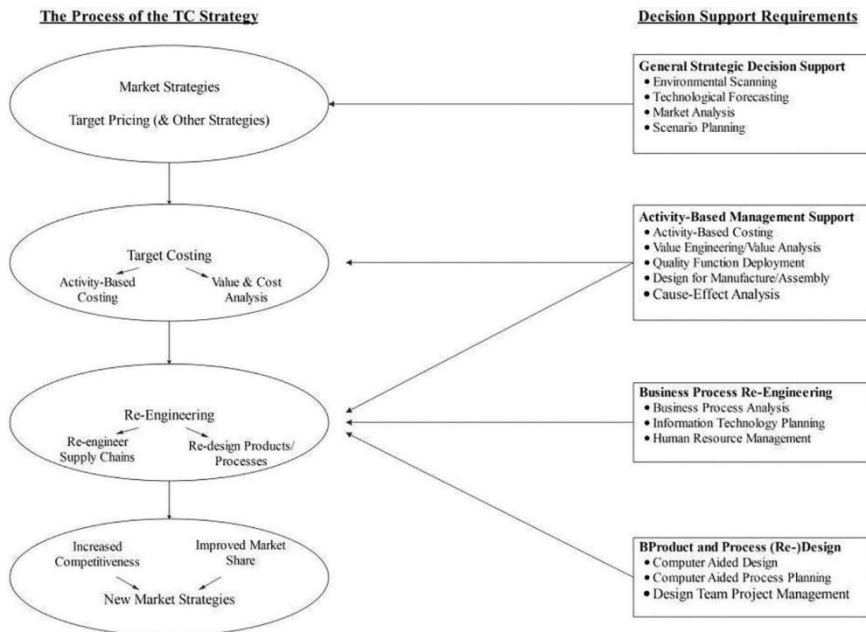 The Process of the TC Strategy
Decision Support Requirements
Market Strategies
Target Pricing (& Other Strategies)
General Strategic Decision Support
• Environmental Scanning
• Technological Forecasting
• Market Analysis
• Scenario Planning
Target Costing
Activity-Based
Costing
Value & Cost
Analysis
Activity-Based Management Support
• Activity-Based Costing
• Value Engineering/Value Analysis
• Quality Function Deployment
• Design for Manufacture/Assembly
• Cause-Effect Analysis
Re-Engineering
Re-engineer
Supply Chains
Re-design Products/
Processes
Business Process Re-Engineering
• Business Process Analysis
• Information Technology Planning
• Human Resource Management
Increased
Competitiveness
Improved Market
Share
New Market Strategies
BProduct and Process (Re-)Design
• Computer Aided Design
• Computer Aided Process Planning
• Design Team Project Management